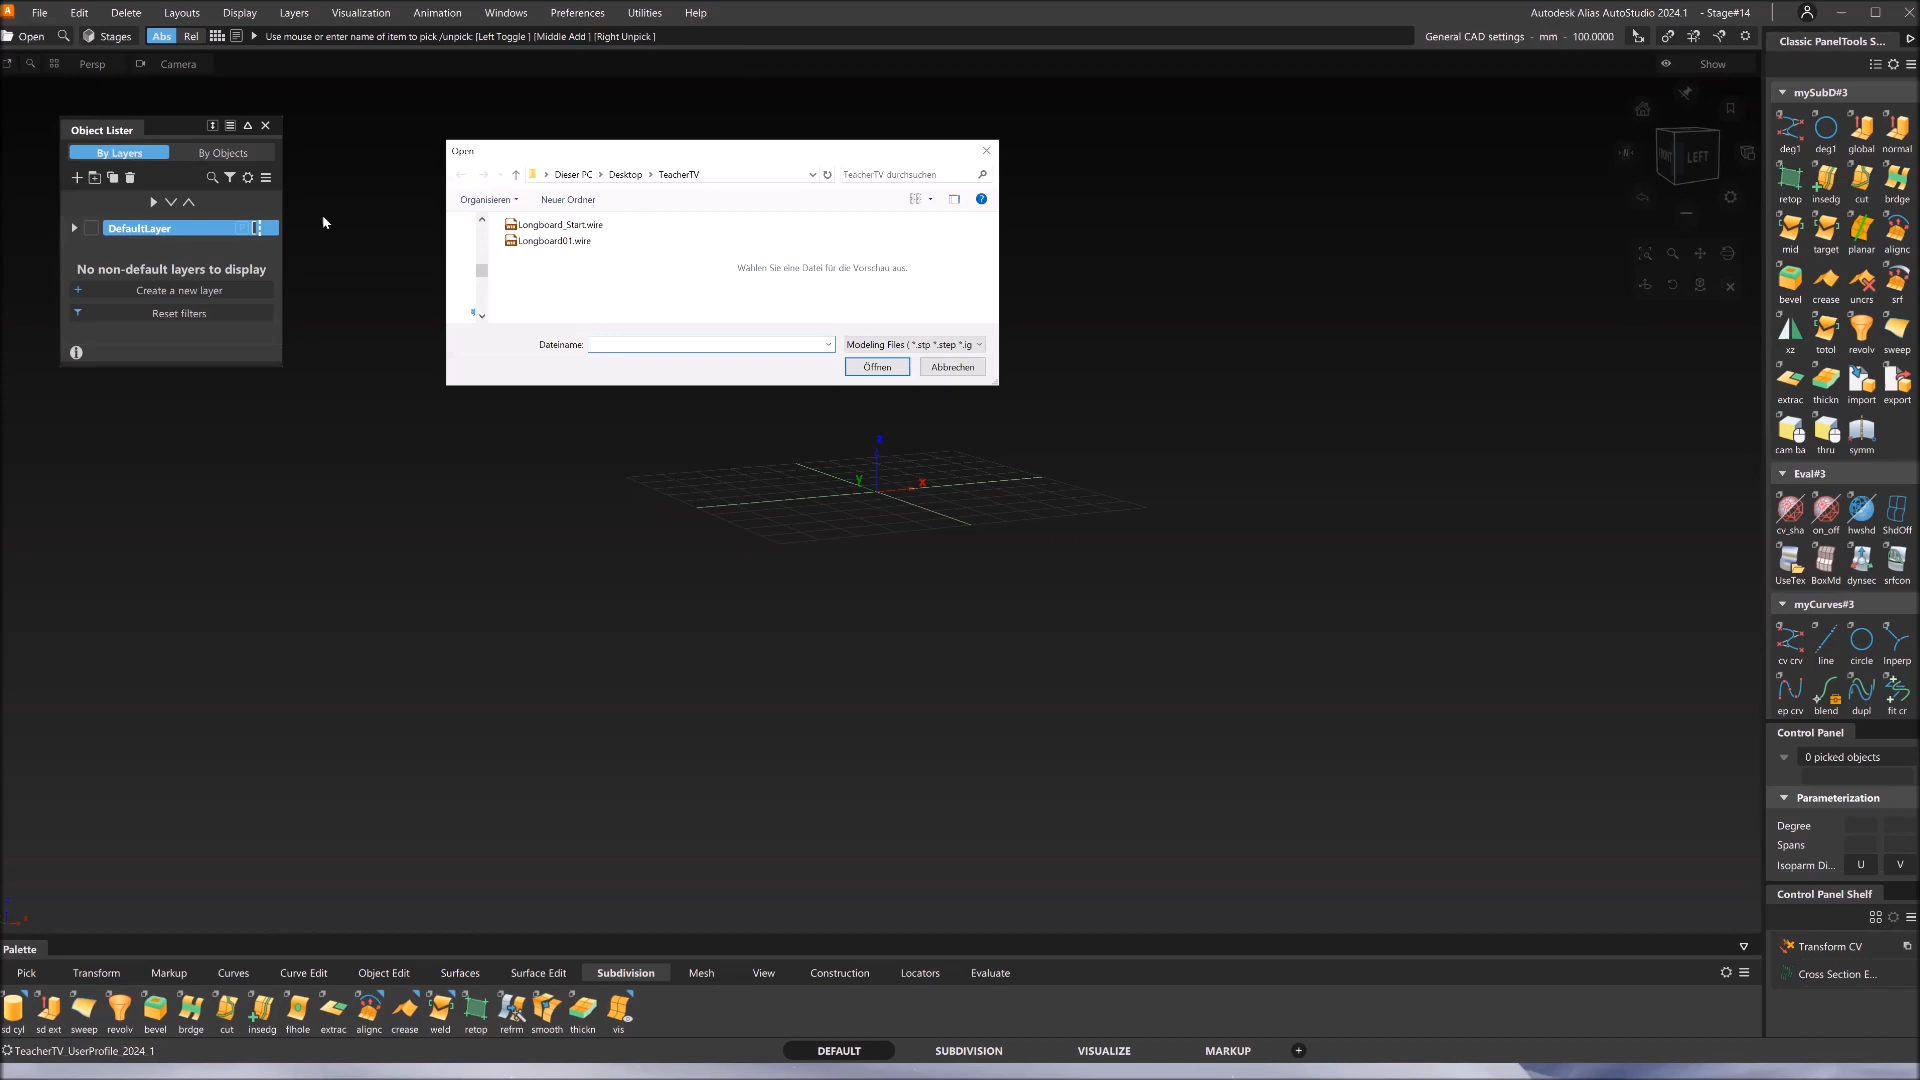 File Edit Delete Layouts Display Layers Visualization Animation Windows Preferences Utilities Help Autodesk Alias AutoStudio 2024.1 - Stage#14
Open Stages Abs Rel Use mouse or enter name of item to pick /unpick: [Left Toggle ] [Middle Add ] [Right Unpick ] General CAD settings - mm - 100.0000
Classic PanelTools S...
Persp Camera Show
mySubD#3
deg1 deg1 global normal
retop insedg cut brdge
mid target planar alignc
bevel crease uncrs srf
xz totol revolv sweep
extrac thickn import export
cam ba thru symm
Eval#3
cv_sha on_off hwshd ShdOff
UseTex BoxMd dynsec srfcon
myCurves#3
cv crv line circle lnperp
ep crv blend dupl fit cr
Control Panel
0 picked objects
Parameterization
Degree
Spans
Isoparm Di... U V
Control Panel Shelf
Transform CV
Cross Section E...
Object Lister
By Layers By Objects
DefaultLayer
No non-default layers to display
Create a new layer
Reset filters
Open
Dieser PC Desktop TeacherTV TeacherTV durchsuchen
Organisieren Neuer Ordner
Longboard_Start.wire
Longboard01.wire
Wählen Sie eine Datei für die Vorschau aus.
Dateiname: Modeling Files ( *.stp *.step *.ig
Öffnen Abbrechen
FRONT LEFT
y x
Palette
Pick Transform Markup Curves Curve Edit Object Edit Surfaces Surface Edit Subdivision Mesh View Construction Locators Evaluate
sd cyl sd ext sweep revolv bevel brdge cut insedg filhole extrac alignc crease weld retop refrm smooth thickn vis
TeacherTV_UserProfile_2024_1 DEFAULT SUBDIVISION VISUALIZE MARKUP